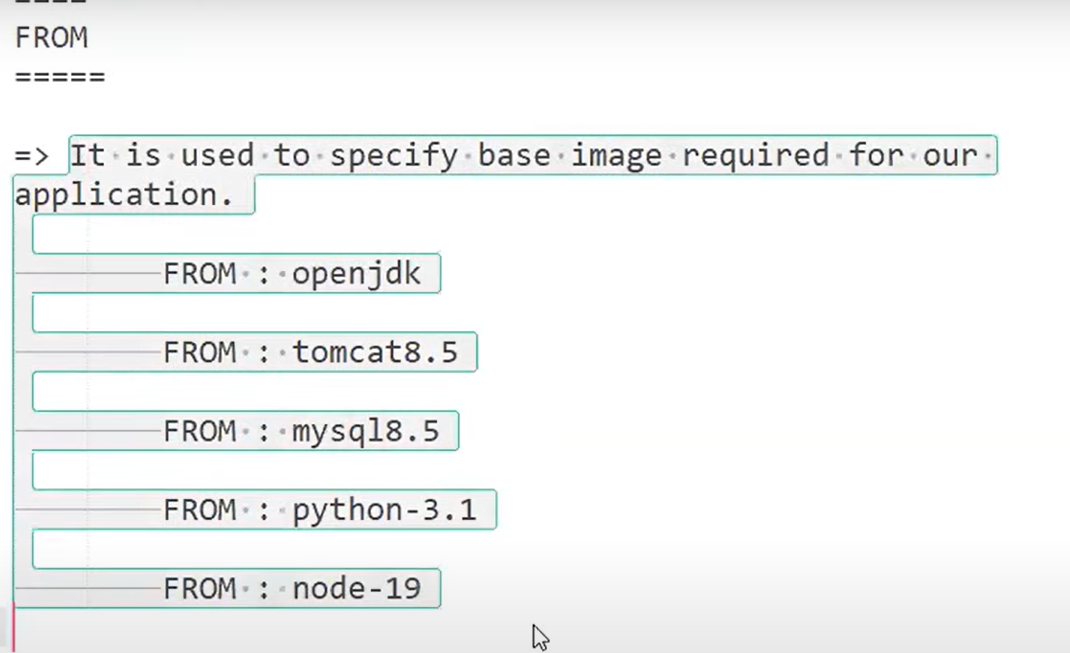 ====
FROM
=====
=> It is used to specify base image required for our
application.
FROM : openjdk
FROM : tomcat8.5
FROM : mysql8.5
FROM : python-3.1
FROM : node-19